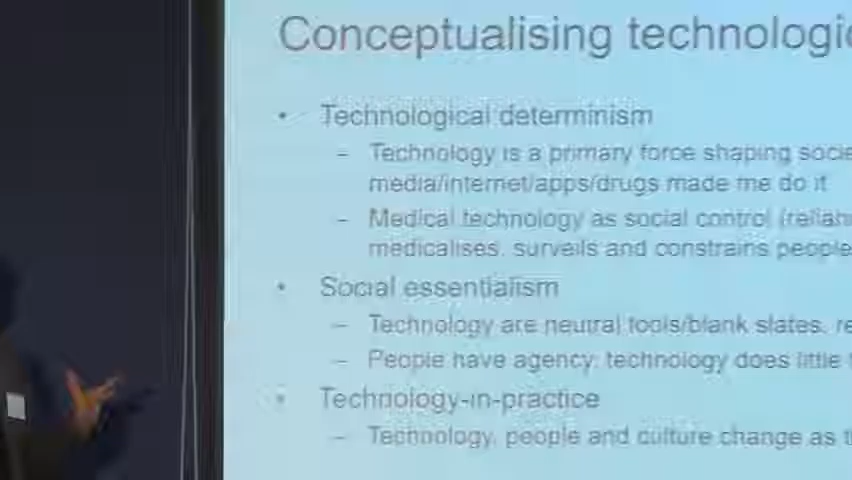 Conceptualising technologic
• Technological determinism
– Technology is a primary force shaping socie
media/internet/apps/drugs made me do it
– Medical technology as social control (relian
medicalises, surveils and constrains people
• Social essentialism
– Technology are neutral tools/blank slates, re
– People have agency; technology does little
• Technology-in-practice
– Technology, people and culture change as th